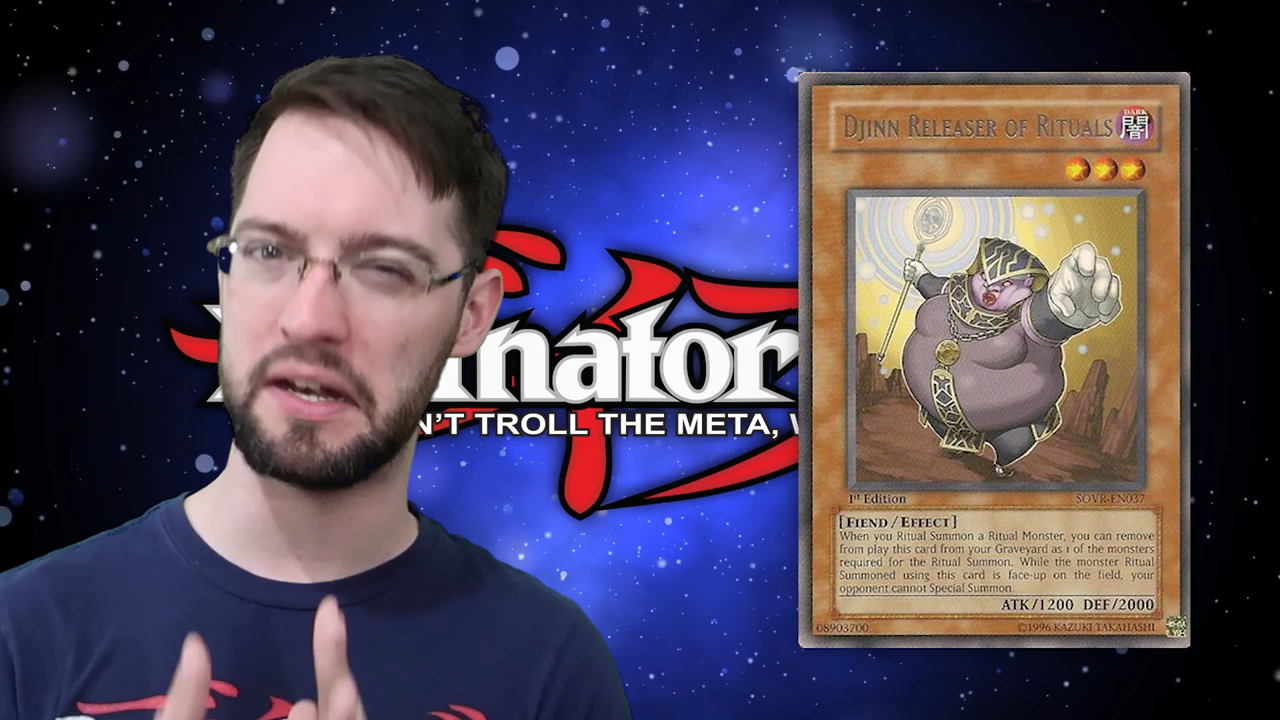 nator
N'T TROLL THE META, W
DJINN RELEASER OF RITUALS
DARK
闇
1st Edition
SOVR-EN037
[FIEND/EFFECT]
When you Ritual Summon a Ritual Monster, you can remove
from play this card from your Graveyard as 1 of the monsters
required for the Ritual Summon. While the monster Ritual
Summoned using this card is face-up on the field, your
opponent cannot Special Summon.
ATK/1200 DEF/2000
08903700
©1996 KAZUKI TAKAHASHI